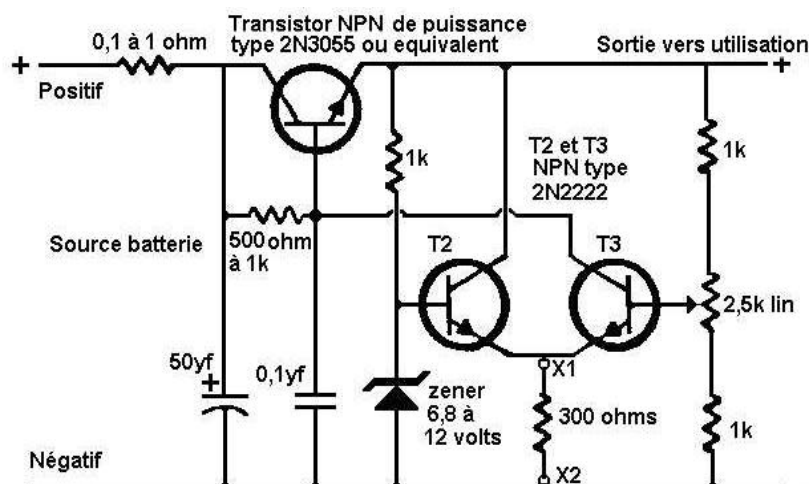 Transistor NPN de puissance
type 2N3055 ou equivalent
0,1 à 1 ohm
Sortie vers utilisation
+
+
Positif
1k
T2 et T3
NPN type
2N2222
1k
Source batterie
500 ohm
à 1k
T2
T3
2,5k lin
50yf
+
0,1yf
zener
6,8 à
12 volts
X1
300 ohms
1k
Négatif
X2